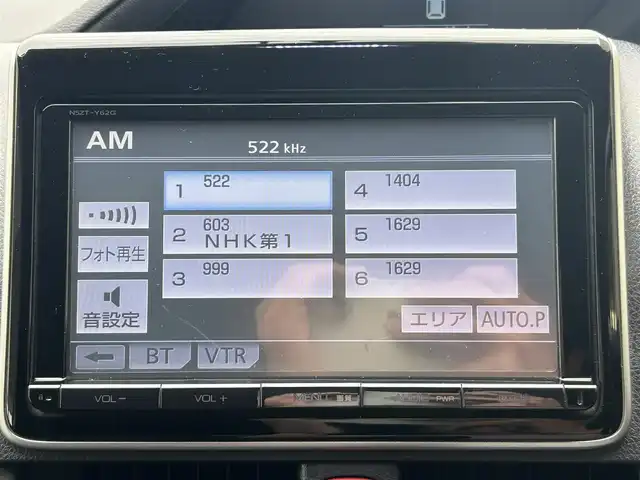 NSZT-Y62G
AM
522 kHz
1 522
4 1404
2 603
NHK第1
5 1629
3 999
6 1629
フォト再生
音設定
エリア
AUTO.P
BT
VTR
VOL−
VOL+
MENU
PWR